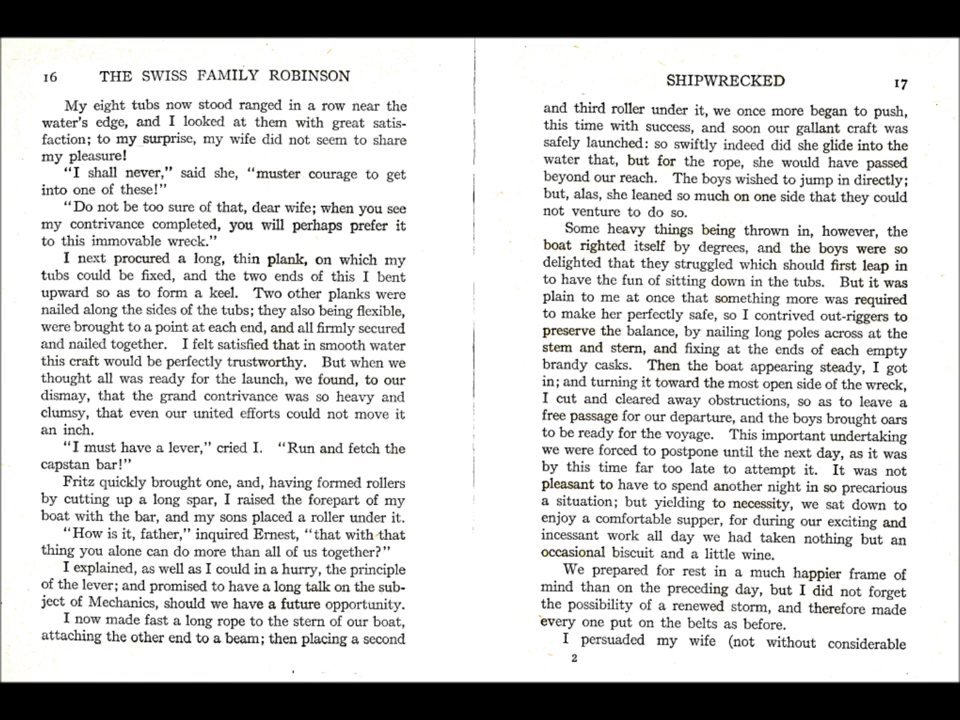 16 THE SWISS FAMILY ROBINSON
My eight tubs now stood ranged in a row near the
water's edge, and I looked at them with great satis-
faction; to my surprise, my wife did not seem to share
my pleasure!
"I shall never," said she, "muster courage to get
into one of these!"
"Do not be too sure of that, dear wife; when you see
my contrivance completed, you will perhaps prefer it
to this immovable wreck."
I next procured a long, thin plank, on which my
tubs could be fixed, and the two ends of this I bent
upward so as to form a keel. Two other planks were
nailed along the sides of the tubs; they also being flexible,
were brought to a point at each end, and all firmly secured
and nailed together. I felt satisfied that in smooth water
this craft would be perfectly trustworthy. But when we
thought all was ready for the launch, we found, to our
dismay, that the grand contrivance was so heavy and
clumsy, that even our united efforts could not move it
an inch.
"I must have a lever," cried I. "Run and fetch the
capstan bar!"
Fritz quickly brought one, and, having formed rollers
by cutting up a long spar, I raised the forepart of my
boat with the bar, and my sons placed a roller under it.
"How is it, father," inquired Ernest, "that with that
thing you alone can do more than all of us together?"
I explained, as well as I could in a hurry, the principle
of the lever; and promised to have a long talk on the sub-
ject of Mechanics, should we have a future opportunity.
I now made fast a long rope to the stern of our boat,
attaching the other end to a beam; then placing a second
SHIPWRECKED 17
and third roller under it, we once more began to push,
this time with success, and soon our gallant craft was
safely launched: so swiftly indeed did she glide into the
water that, but for the rope, she would have passed
beyond our reach. The boys wished to jump in directly;
but, alas, she leaned so much on one side that they could
not venture to do so.
Some heavy things being thrown in, however, the
boat righted itself by degrees, and the boys were so
delighted that they struggled which should first leap in
to have the fun of sitting down in the tubs. But it was
plain to me at once that something more was required
to make her perfectly safe, so I contrived out-riggers to
preserve the balance, by nailing long poles across at the
stem and stern, and fixing at the ends of each empty
brandy casks. Then the boat appearing steady, I got
in; and turning it toward the most open side of the wreck,
I cut and cleared away obstructions, so as to leave a
free passage for our departure, and the boys brought oars
to be ready for the voyage. This important undertaking
we were forced to postpone until the next day, as it was
by this time far too late to attempt it. It was not
pleasant to have to spend another night in so precarious
a situation; but yielding to necessity, we sat down to
enjoy a comfortable supper, for during our exciting and
incessant work all day we had taken nothing but an
occasional biscuit and a little wine.
We prepared for rest in a much happier frame of
mind than on the preceding day, but I did not forget
the possibility of a renewed storm, and therefore made
every one put on the belts as before.
I persuaded my wife (not without considerable
2